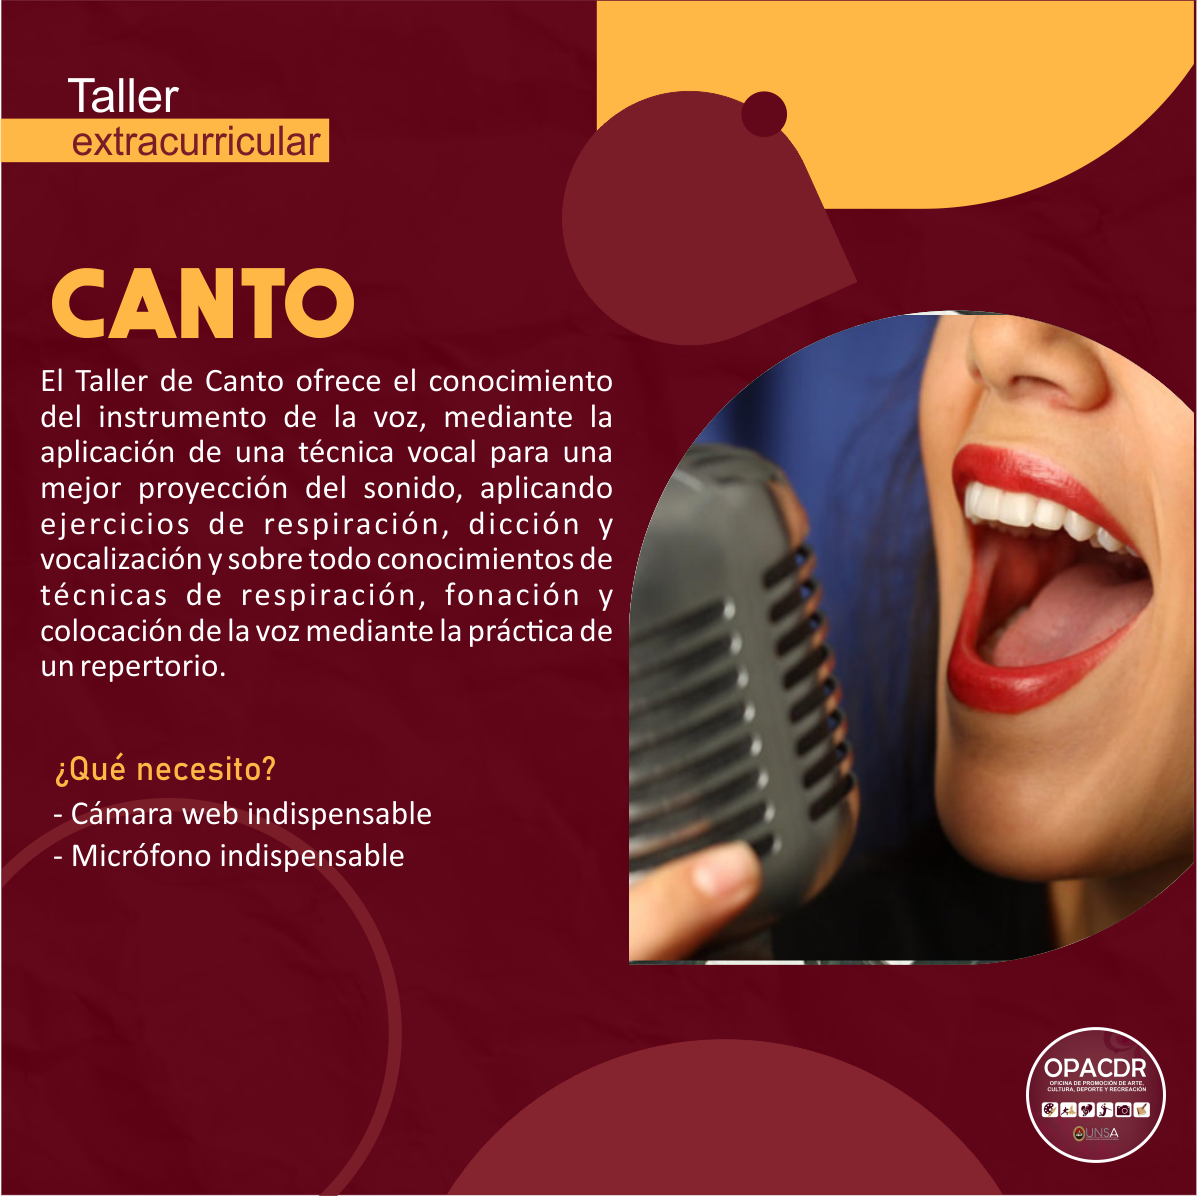 Taller
extracurricular
CANTO
El Taller de Canto ofrece el conocimiento
del instrumento de la voz, mediante la
aplicación de una técnica vocal para una
mejor proyección del sonido, aplicando
ejercicios de respiración, dicción y
vocalización y sobre todo conocimientos de
técnicas de respiración, fonación y
colocación de la voz mediante la práctica de
un repertorio.
¿Qué necesito?
- Cámara web indispensable
- Micrófono indispensable
OPACDR
OFICINA DE PROMOCIÓN DE ARTE,
CULTURA, DEPORTE Y RECREACIÓN
UNSA